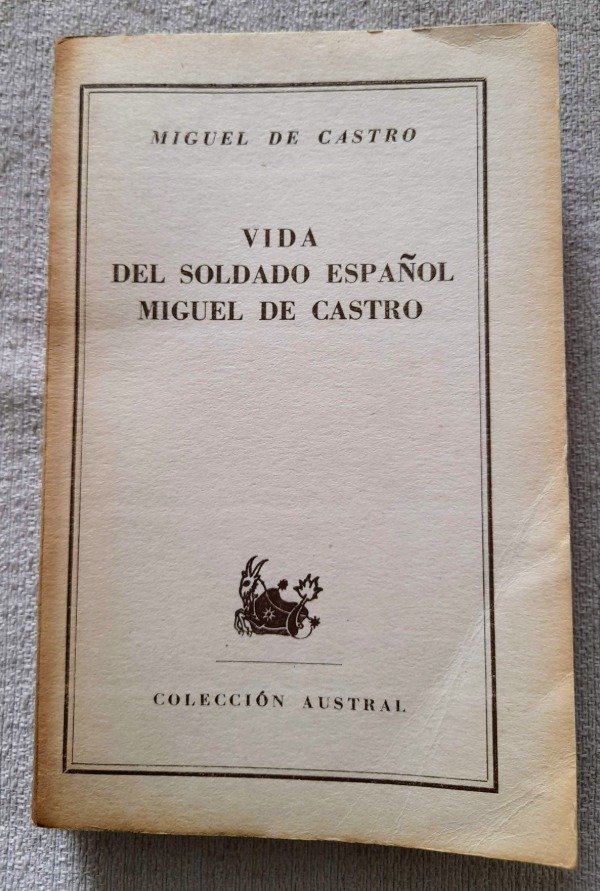 MIGUEL DE CASTRO
VIDA
DEL SOLDADO ESPAÑOL
MIGUEL DE CASTRO
COLECCIÓN AUSTRAL